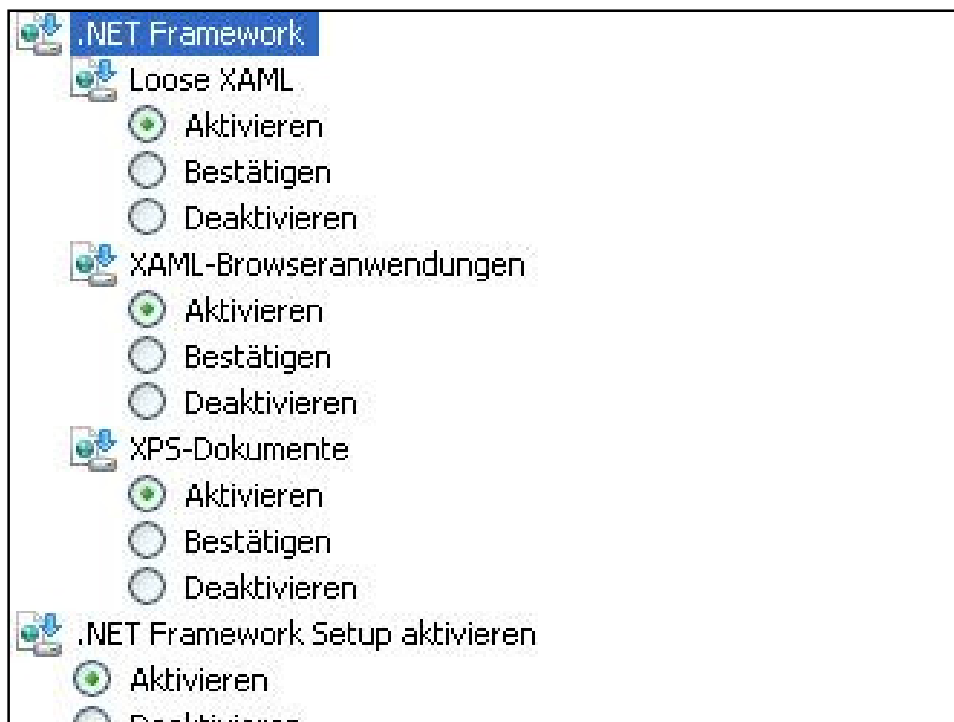 .NET Framework
Loose XAML
Aktivieren
Bestätigen
Deaktivieren
XAML-Browseranwendungen
Aktivieren
Bestätigen
Deaktivieren
XPS-Dokumente
Aktivieren
Bestätigen
Deaktivieren
.NET Framework Setup aktivieren
Aktivieren
Deaktivieren